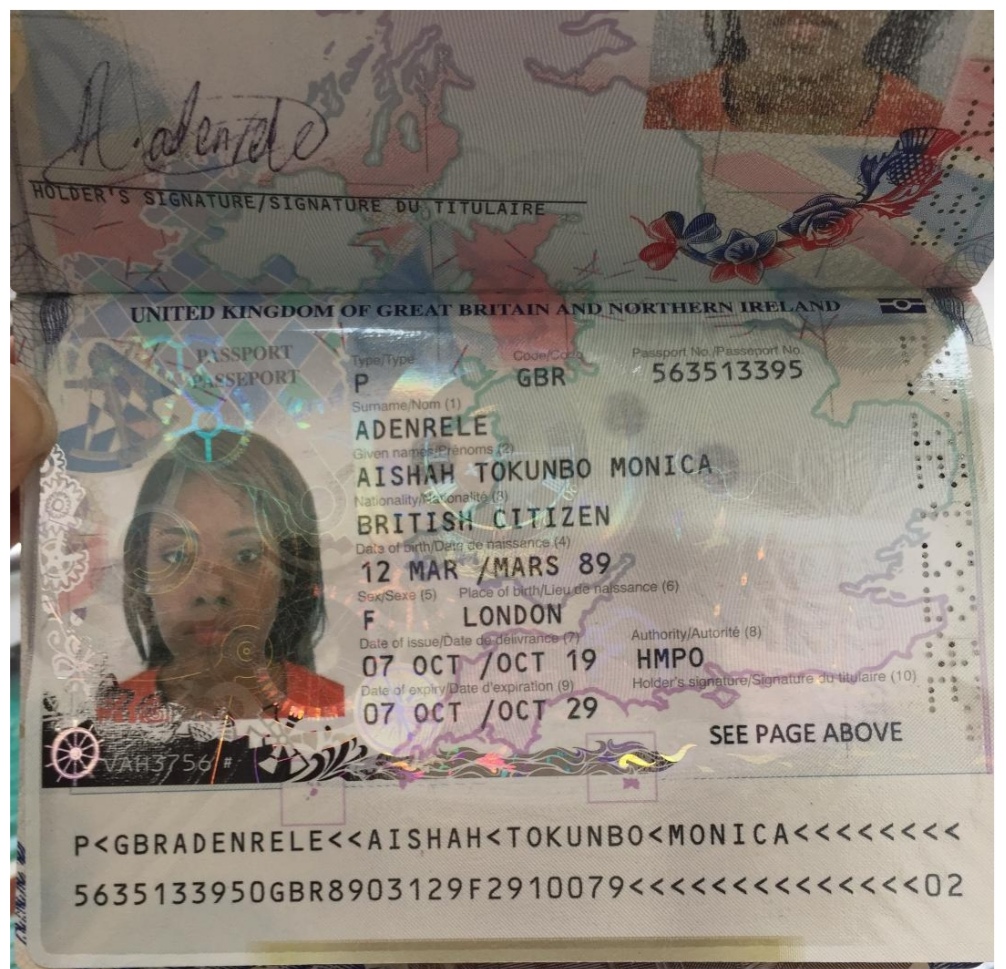 A. adenrele
HOLDER'S SIGNATURE/SIGNATURE DU TITULAIRE
UNITED KINGDOM OF GREAT BRITAIN AND NORTHERN IRELAND
PASSPORT
PASSEPORT
Type/Type Code/Code Passport No./Passeport No.
P GBR 563513395
Surname/Nom (1)
ADENRELE
Given names/Prénoms (2)
AISHAH TOKUNBO MONICA
Nationality/Nationalité (3)
BRITISH CITIZEN
Date of birth/Date de naissance (4)
12 MAR /MARS 89
Sex/Sexe (5) Place of birth/Lieu de naissance (6)
F LONDON
Date of issue/Date de délivrance (7) Authority/Autorité (8)
07 OCT /OCT 19 HMPO
Date of expiry/Date d'expiration (9) Holder's signature/Signature du titulaire (10)
07 OCT /OCT 29
SEE PAGE ABOVE
VAH3756 #
P<GBRADENRELE<<AISHAH<TOKUNBO<MONICA<<<<<<<<
5635133950GBR8903129F2910079<<<<<<<<<<<<<<02